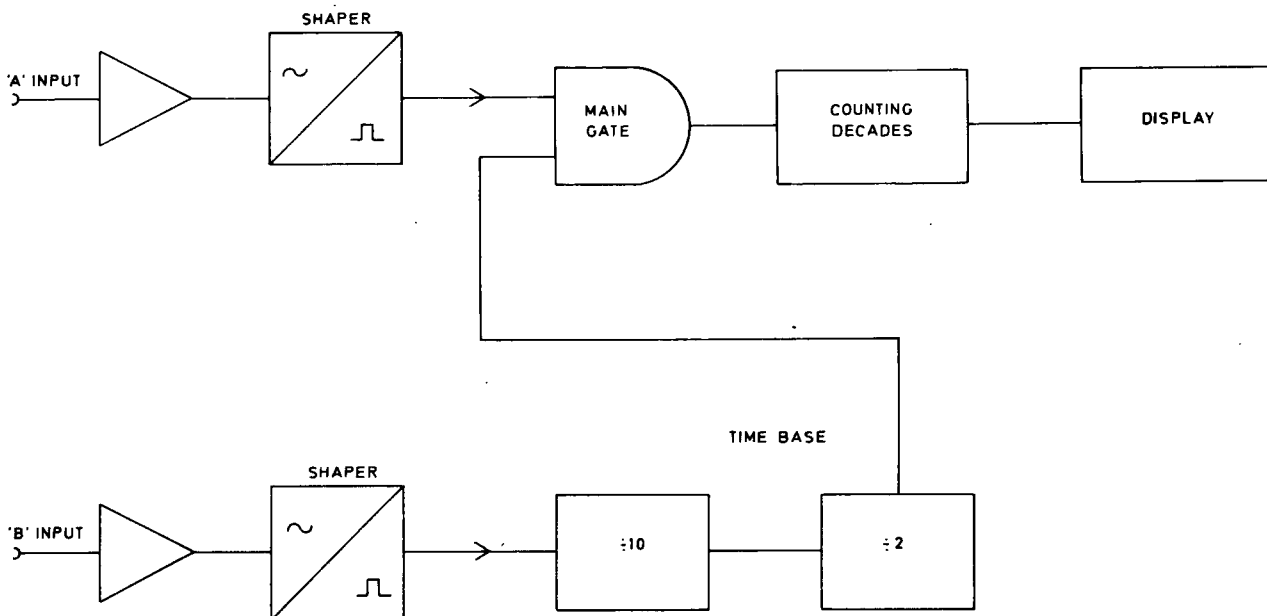 SHAPER
'A' INPUT
MAIN
GATE
COUNTING
DECADES
DISPLAY
TIME BASE
SHAPER
'B' INPUT
÷10
÷2